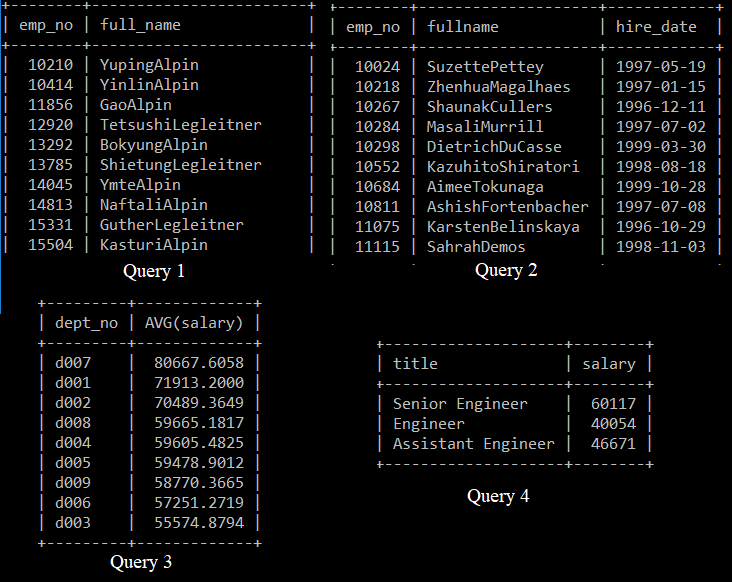 emp_no | full_name
10210 | YupingAlpin
10414 | YinlinAlpin
11856 | GaoAlpin
12920 | TetsushiLegleitner
13292 | BokyungAlpin
13785 | ShietungLegleitner
14045 | YmteAlpin
14813 | NaftaliAlpin
15331 | GutherLegleitner
15504 | KasturiAlpin
Query 1
emp_no | fullname | hire_date
10024 | SuzettePettey | 1997-05-19
10218 | ZhenhuaMagalhaes | 1997-01-15
10267 | ShaunakCullers | 1996-12-11
10284 | MasaliMurrill | 1997-07-02
10298 | DietrichDuCasse | 1999-03-30
10552 | KazuhitoShiratori | 1998-08-18
10684 | AimeeTokunaga | 1999-10-28
10811 | AshishFortenbacher | 1997-07-08
11075 | KarstenBelinskaya | 1996-10-29
11115 | SahrahDemos | 1998-11-03
Query 2
dept_no | AVG(salary)
d007 | 80667.6058
d001 | 71913.2000
d002 | 70489.3649
d008 | 59665.1817
d004 | 59605.4825
d005 | 59478.9012
d009 | 58770.3665
d006 | 57251.2719
d003 | 55574.8794
Query 3
title | salary
Senior Engineer | 60117
Engineer | 40054
Assistant Engineer | 46671
Query 4